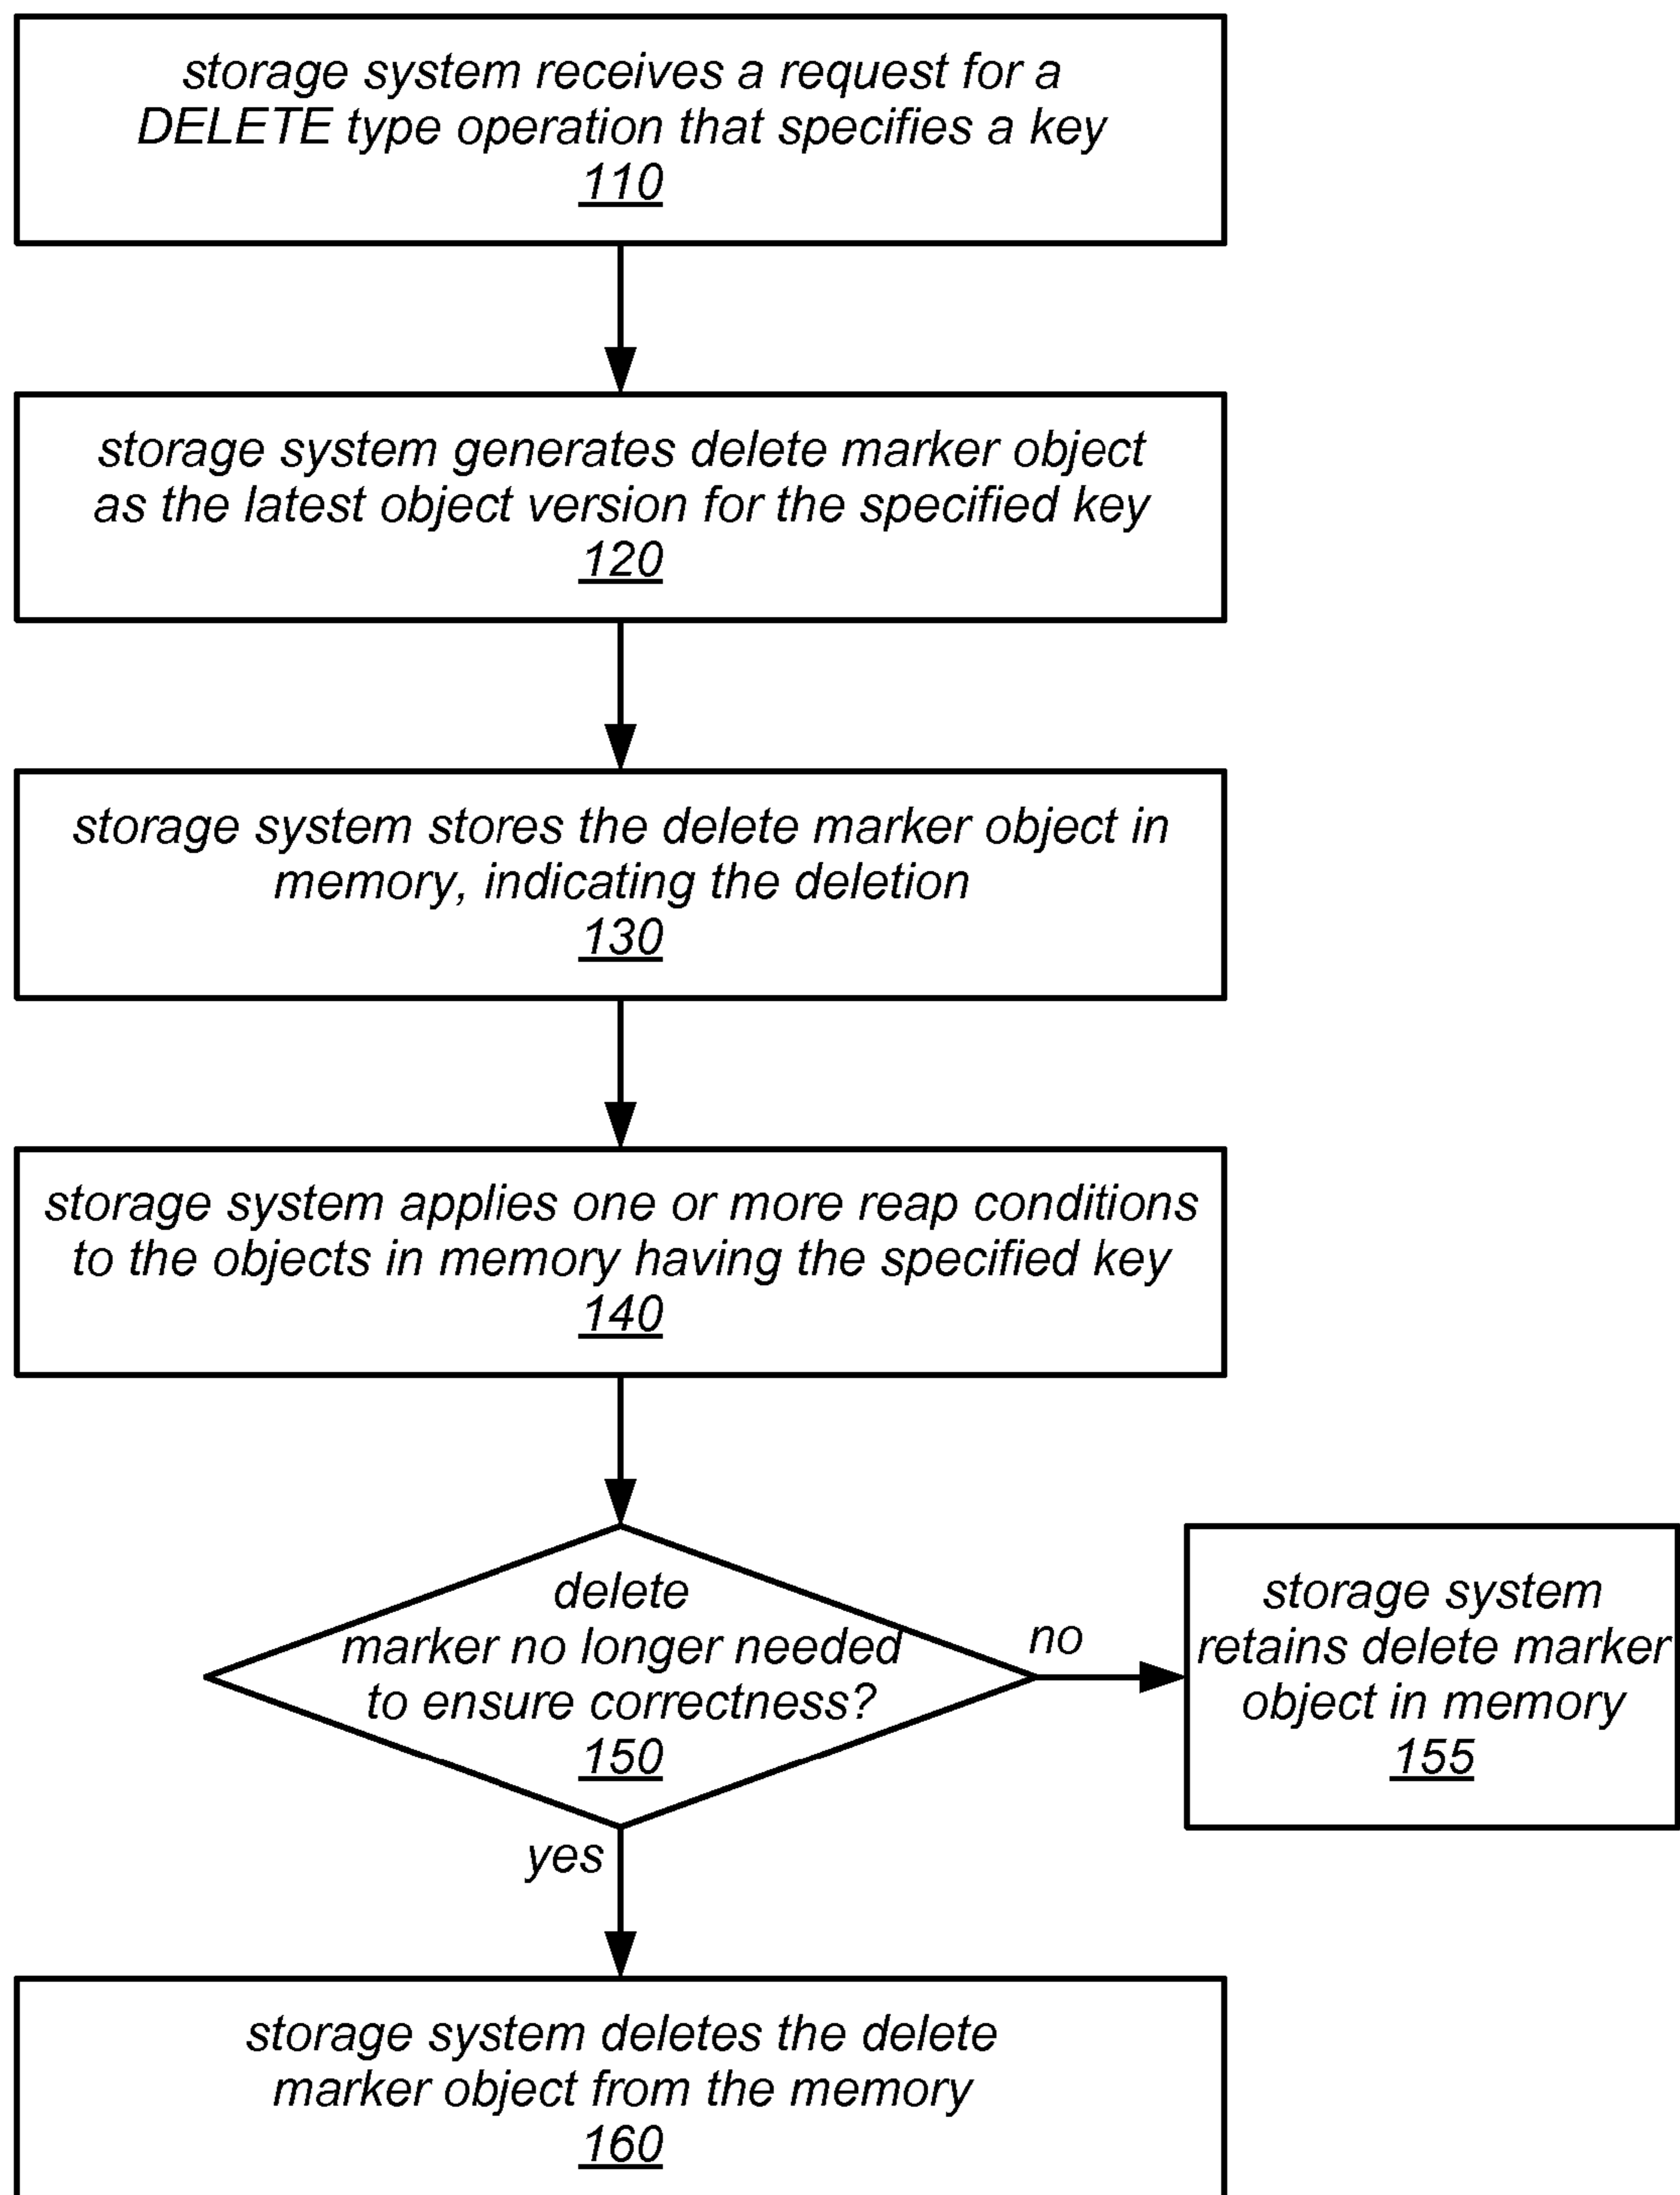 storage system receives a request for a
DELETE type operation that specifies a key
110
storage system generates delete marker object
as the latest object version for the specified key
120
storage system stores the delete marker object in
memory, indicating the deletion
130
storage system applies one or more reap conditions
to the objects in memory having the specified key
140
delete
marker no longer needed
to ensure correctness?
150
no
storage system
retains delete marker
object in memory
155
yes
storage system deletes the delete
marker object from the memory
160